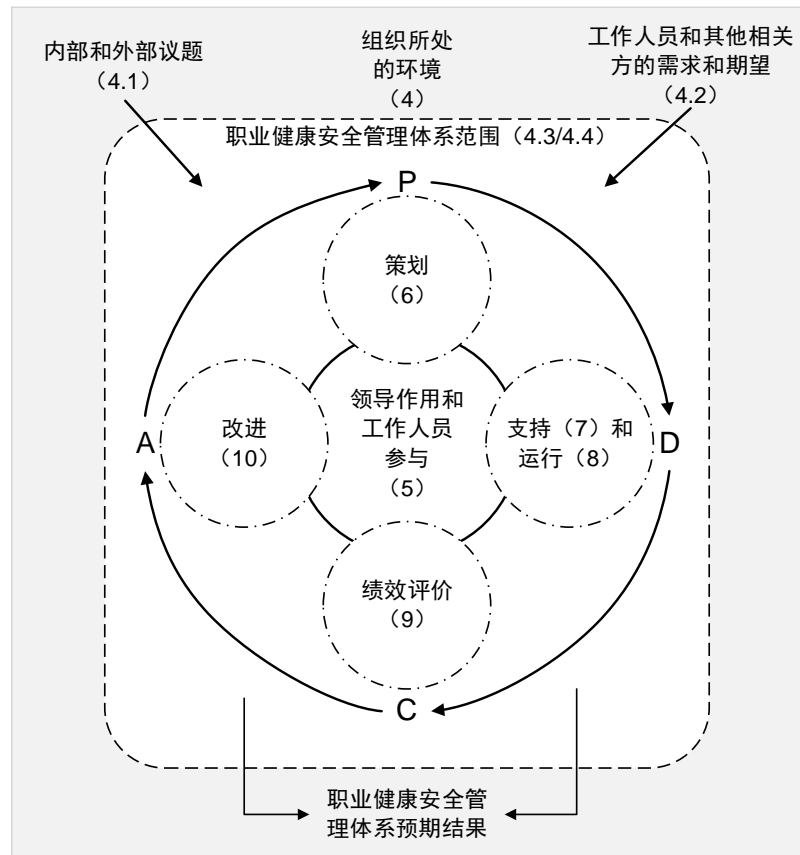 内部和外部议题
（4.1）
组织所处
的环境
（4）
工作人员和其他相关
方的需求和期望
（4.2）
职业健康安全管理体系范围（4.3/4.4）
P
策划
（6）
A
改进
（10）
领导作用和
工作人员
参与
（5）
支持（7）和
运行（8）
D
绩效评价
（9）
C
职业健康安全管
理体系预期结果